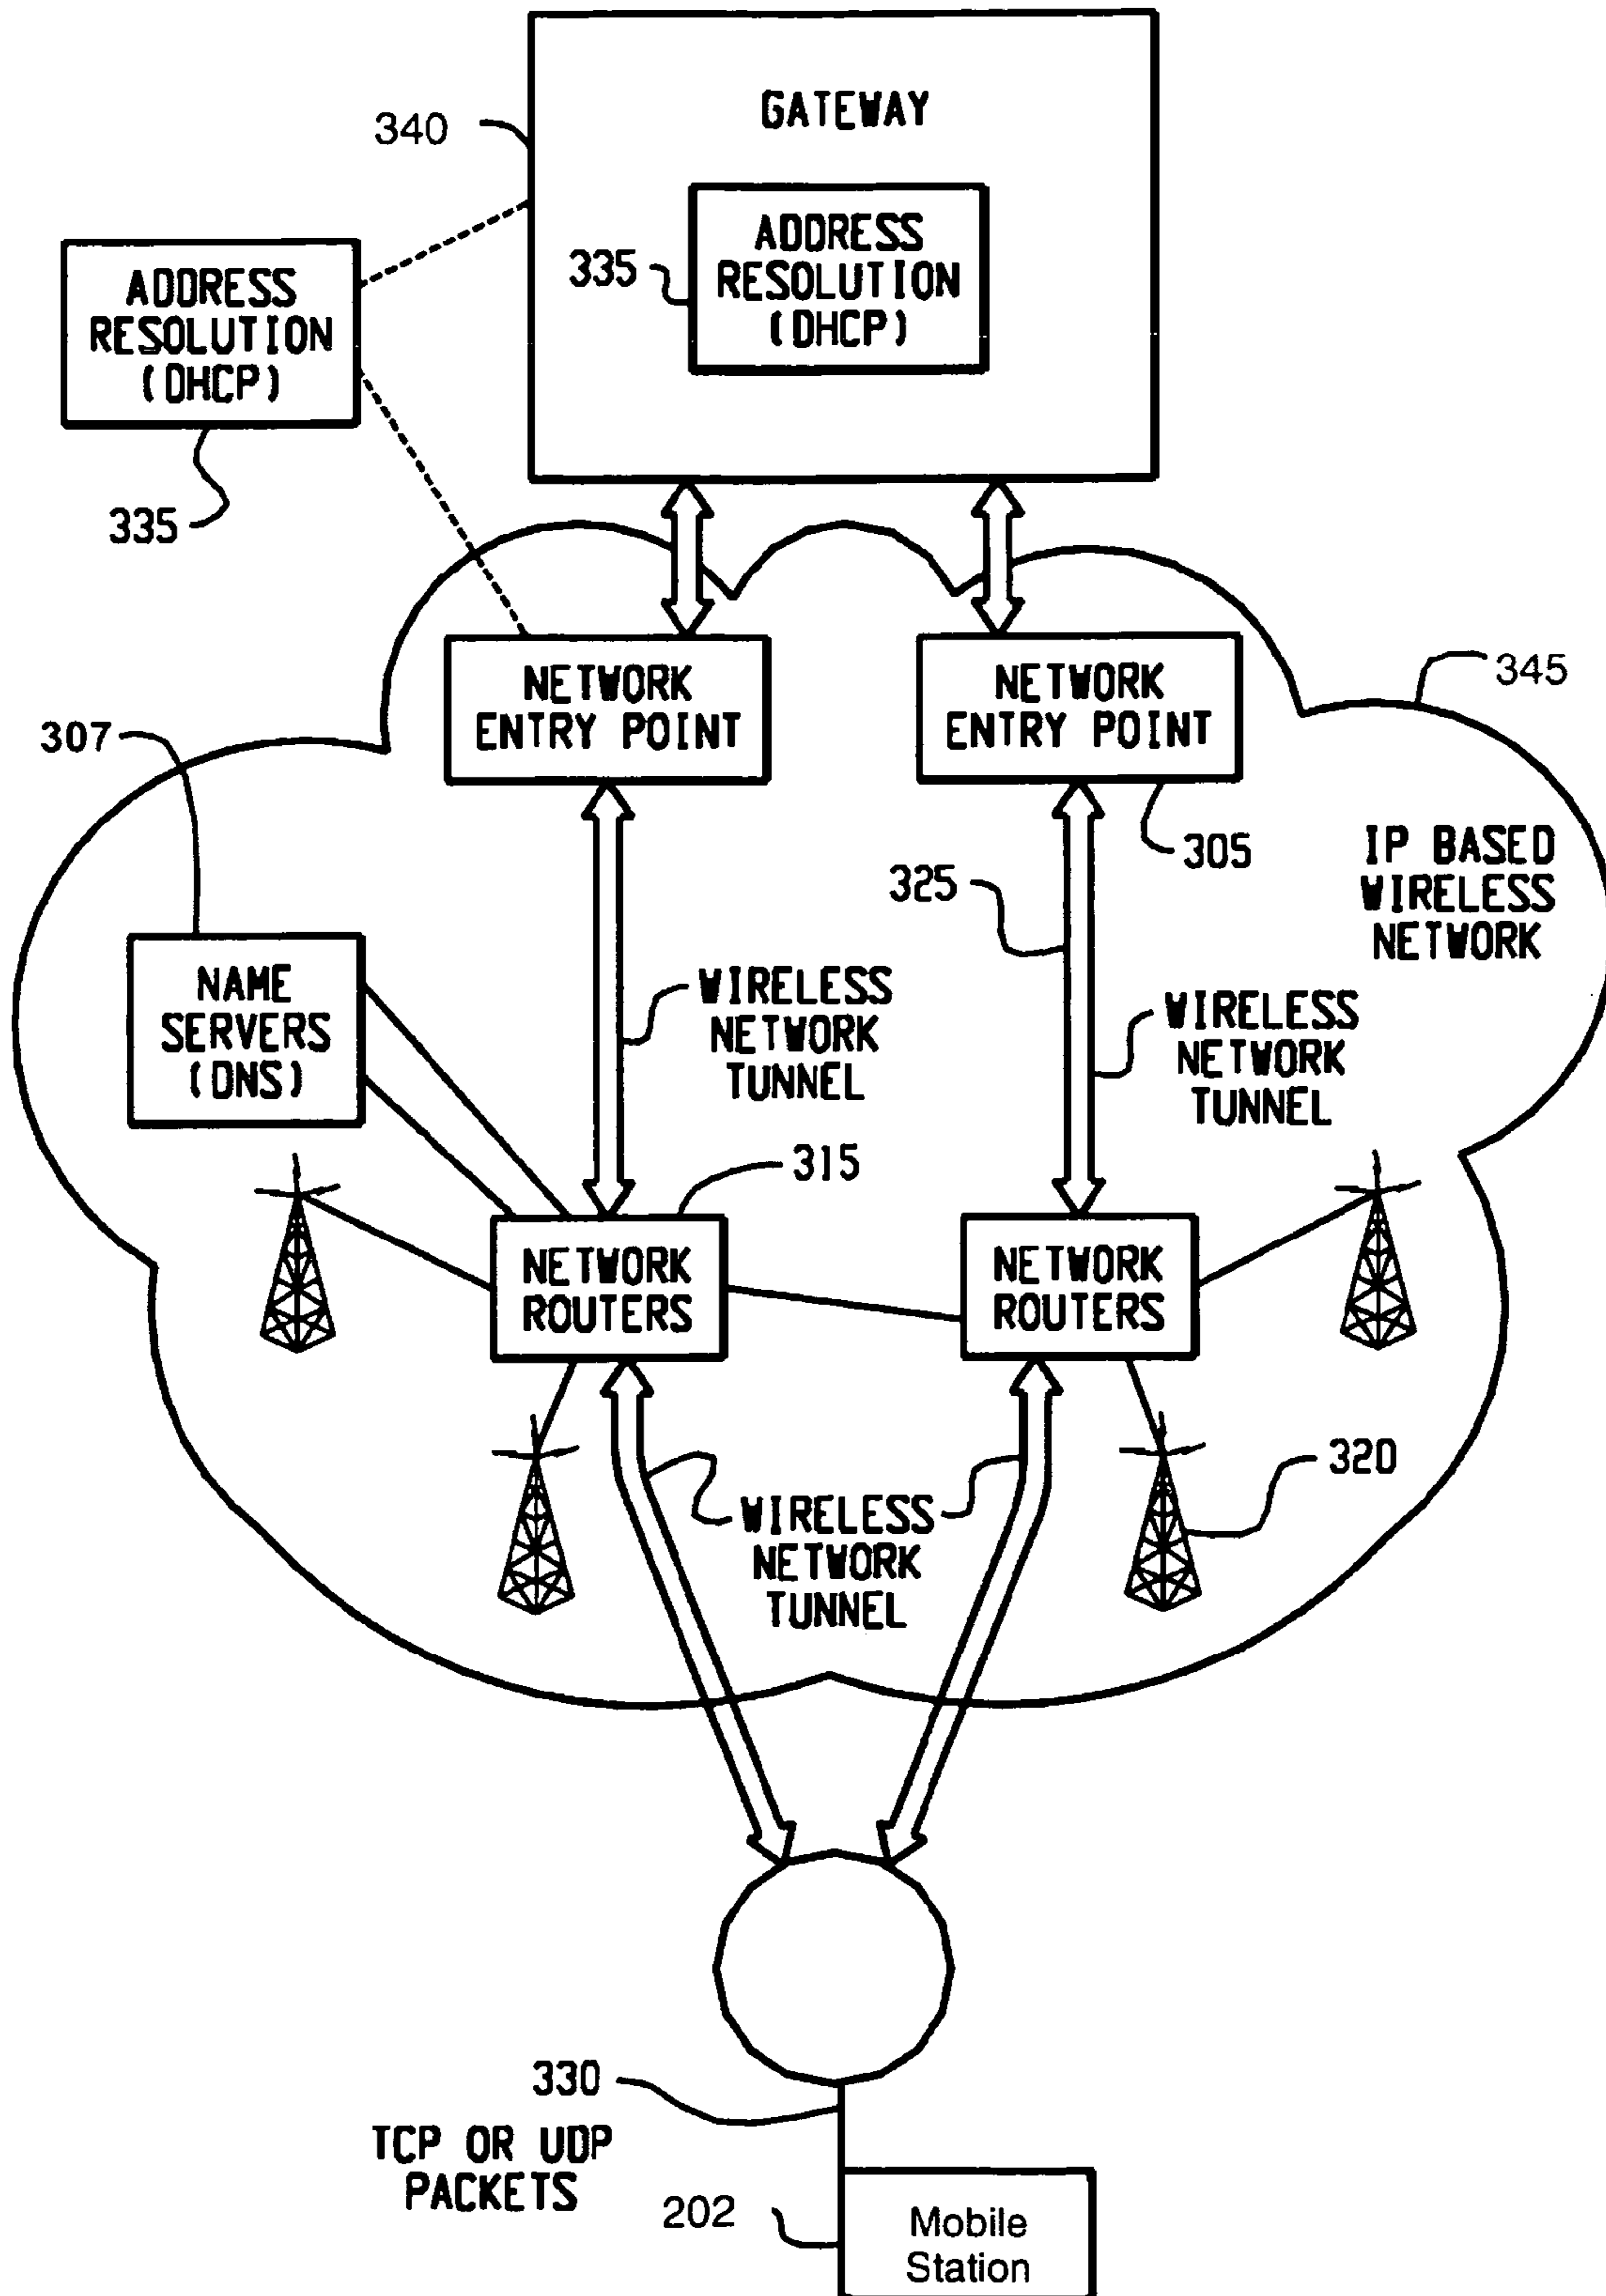 GATEWAY
340
ADDRESS
RESOLUTION
(DHCP)
335
ADDRESS
RESOLUTION
(DHCP)
335
NETWORK
ENTRY POINT
NETWORK
ENTRY POINT
345
307
305
325
IP BASED
WIRELESS
NETWORK
NAME
SERVERS
(DNS)
WIRELESS
NETWORK
TUNNEL
WIRELESS
NETWORK
TUNNEL
315
NETWORK
ROUTERS
NETWORK
ROUTERS
320
WIRELESS
NETWORK
TUNNEL
330
TCP OR UDP
PACKETS
202
Mobile
Station